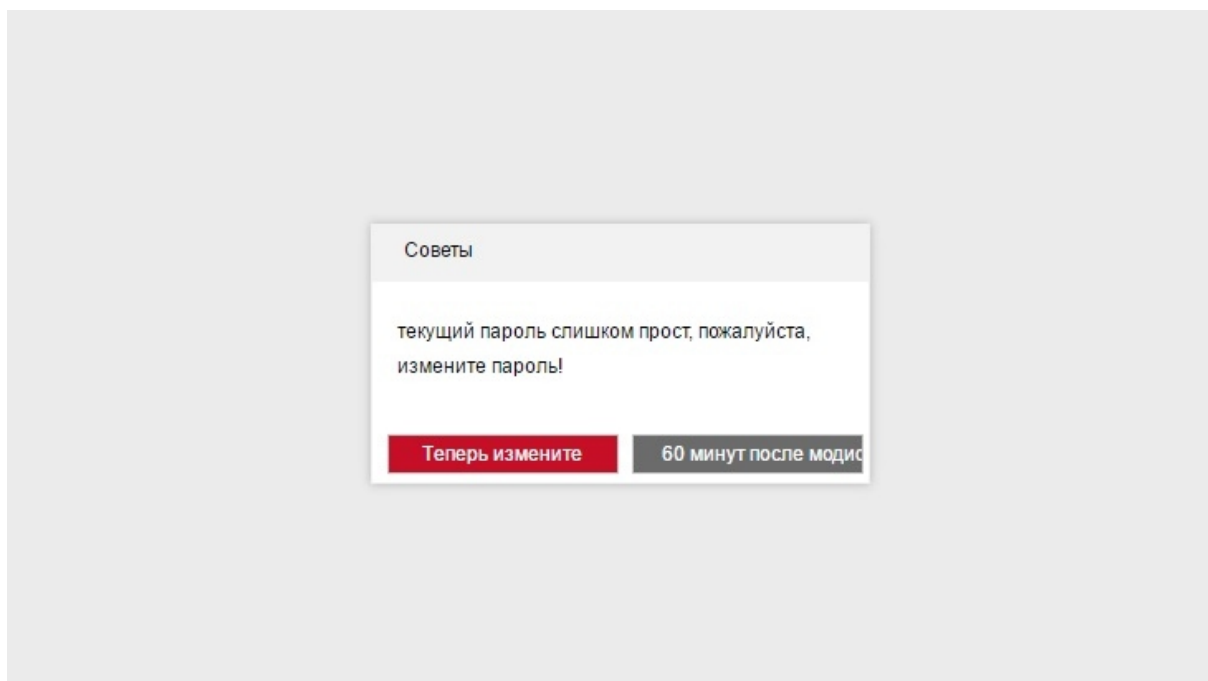 Советы
текущий пароль слишком прост, пожалуйста,
измените пароль!
Теперь измените
60 минут после